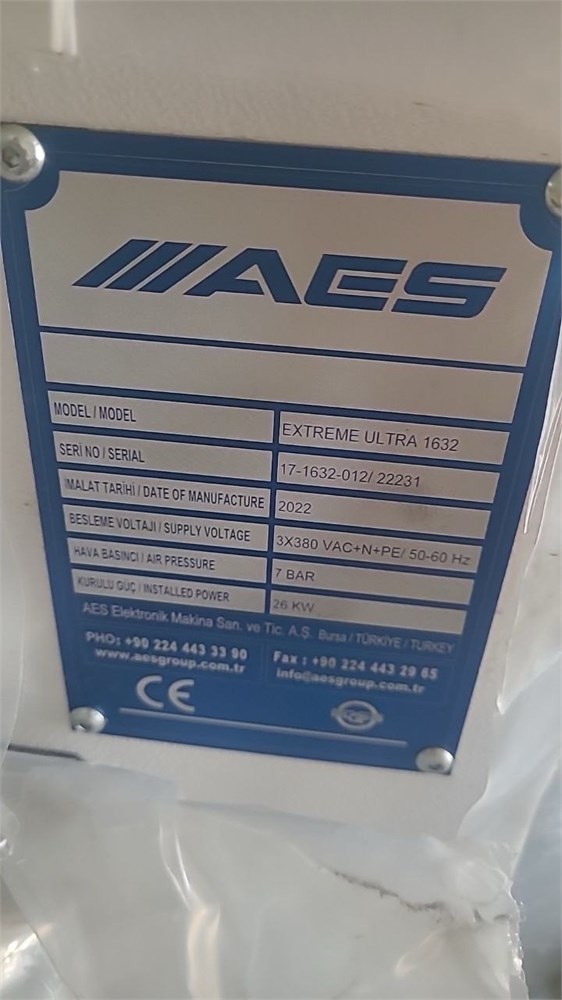 AES
MODEL / MODEL EXTREME ULTRA 1632
SERİ NO / SERIAL 17-1632-012/ 22231
İMALAT TARİHİ / DATE OF MANUFACTURE 2022
BESLEME VOLTAJI / SUPPLY VOLTAGE 3X380 VAC+N+PE/ 50-60 Hz
HAVA BASINCI / AIR PRESSURE 7 BAR
KURULU GÜÇ / INSTALLED POWER 26 KW
AES Elektronik Makina San. ve Tic. A.Ş. Bursa / TÜRKİYE / TURKEY
PHO: +90 224 443 33 90 Fax : +90 224 443 29 65
www.aesgroup.com.tr info@aesgroup.com.tr
CE